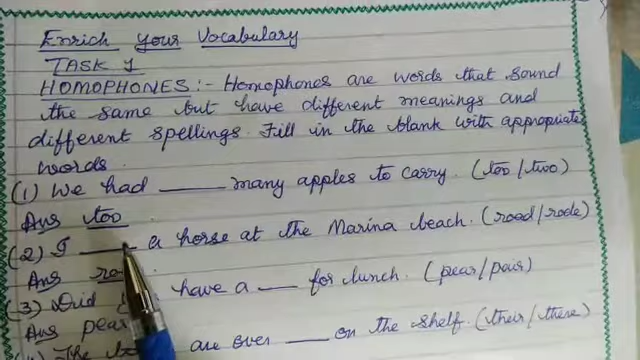 Enrich your Vocabulary
TASK 1
HOMOPHONES:- Homophones are words that sound
the same but have different meanings and
different spellings. Fill in the blank with appropriate
words.
(1) We had ______ many apples to carry. (too/two)
Ans too
(2) I ______ a horse at the Marina beach. (road/rode)
Ans
(3) Did have a ___ for lunch. (pear/pair)
Ans pear
The are over ____ on the shelf. (their/there)